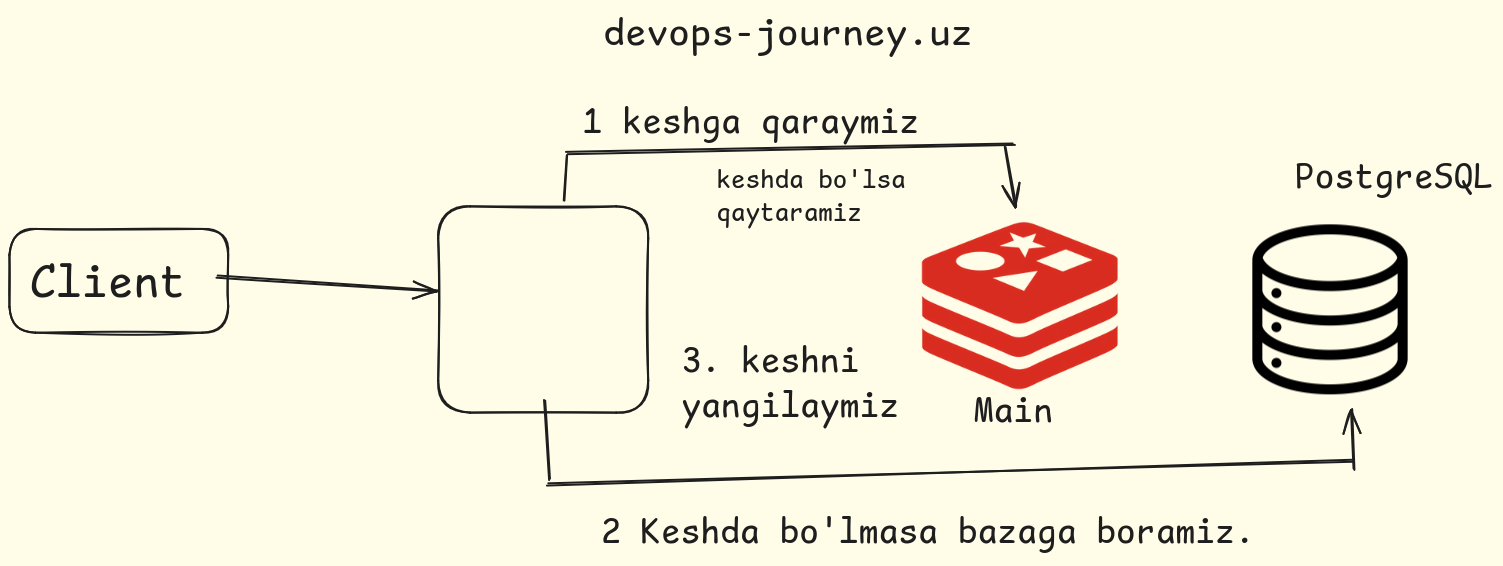 devops-journey.uz
1 keshga qaraymiz
keshda bo'lsa
qaytaramiz
PostgreSQL
Client
3. keshni
yangilaymiz
Main
2 Keshda bo'lmasa bazaga boramiz.